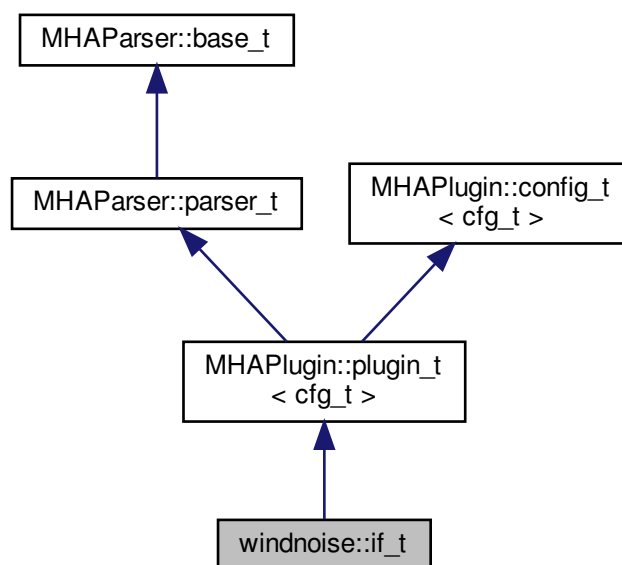 MHAParser::base_t
MHAParser::parser_t
MHAPlugin::config_t
< cfg_t >
MHAPlugin::plugin_t
< cfg_t >
windnoise::if_t